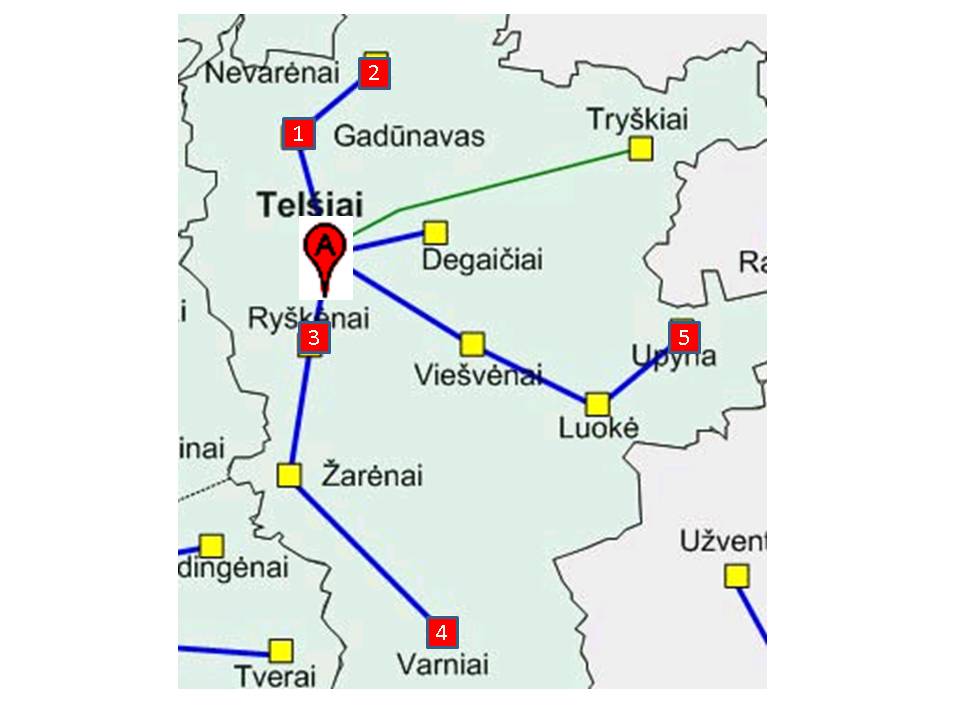 2
Nevarėnai
Tryškiai
1
Gadūnavas
Telšiai
A
Degaičiai
Ra
Ryškėnai
3
5
Upyna
Viešvėnai
Luokė
inai
Žarėnai
Užvent
dingėnai
4
Varniai
Tverai